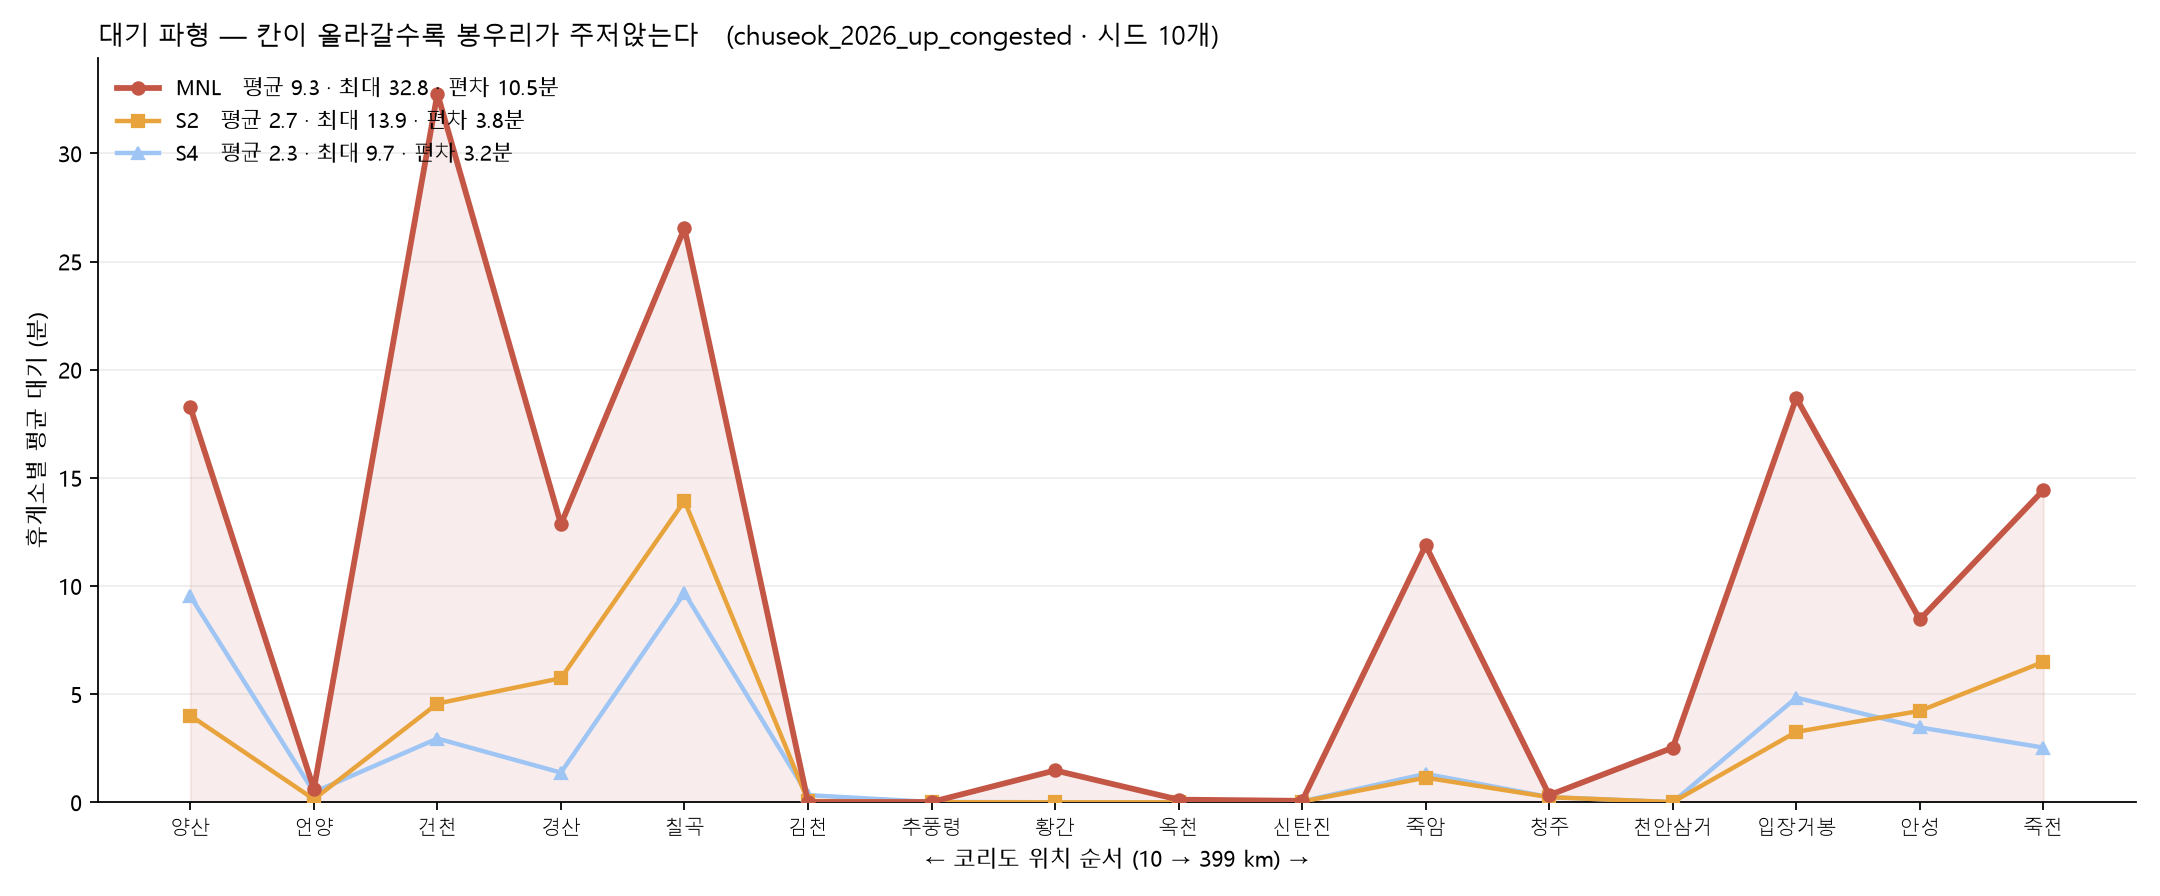 대기 파형 — 칸이 올라갈수록 봉우리가 주저앉는다 (chuseok_2026_up_congested · 시드 10개)
MNL 평균 9.3 · 최대 32.8 · 편차 10.5분
S2 평균 2.7 · 최대 13.9 · 편차 3.8분
S4 평균 2.3 · 최대 9.7 · 편차 3.2분
휴게소별 평균 대기 (분)
30
25
20
15
10
5
0
양산 언양 건천 경산 칠곡 김천 추풍령 황간 옥천 신탄진 죽암 청주 천안삼거 입장거봉 안성 죽전
← 코리도 위치 순서 (10 → 399 km) →